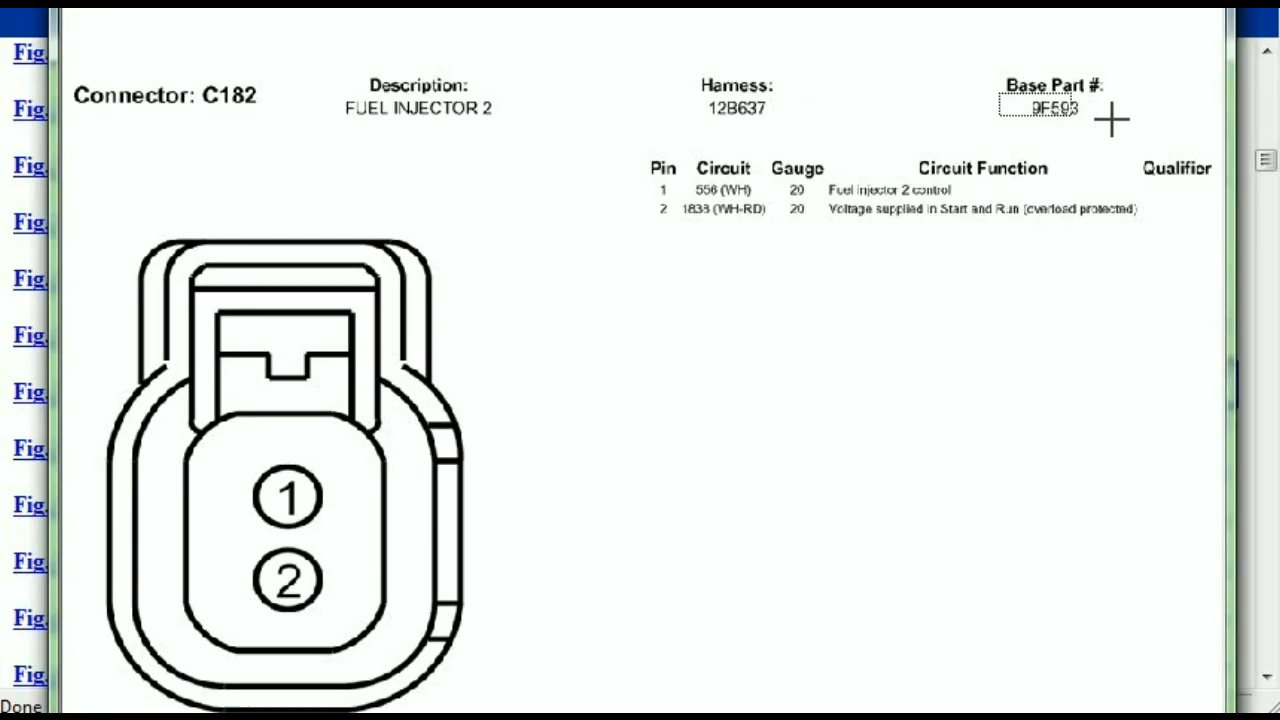 Fig.
Fig.
Fig.
Fig.
Fig.
Fig.
Fig.
Fig.
Fig.
Fig.
Fig.
Fig.
Connector: C182
Description:
FUEL INJECTOR 2
Harness:
12B637
Base Part #:
9F593
Pin Circuit Gauge Circuit Function Qualifier
1 556 (WH) 20 Fuel injector 2 control
2 1838 (WH-RD) 20 Voltage supplied in Start and Run (overload protected)
1
2
Done